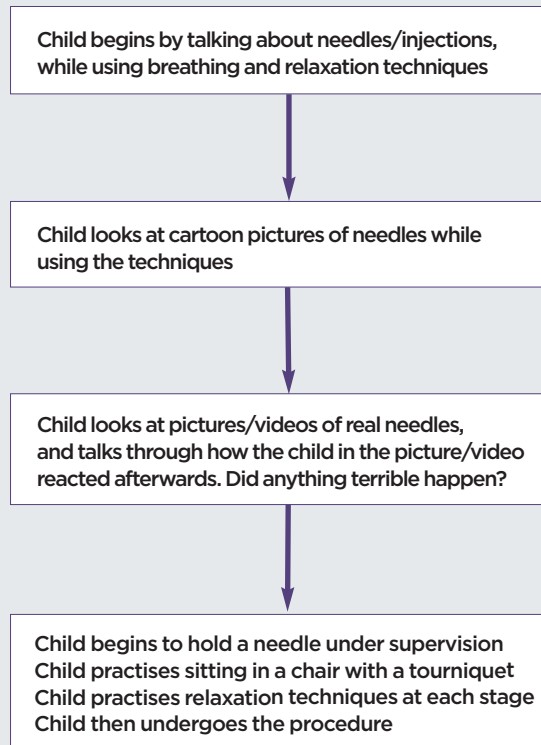 Child begins by talking about needles/injections,
while using breathing and relaxation techniques
Child looks at cartoon pictures of needles while
using the techniques
Child looks at pictures/videos of real needles,
and talks through how the child in the picture/video
reacted afterwards. Did anything terrible happen?
Child begins to hold a needle under supervision
Child practises sitting in a chair with a tourniquet
Child practises relaxation techniques at each stage
Child then undergoes the procedure